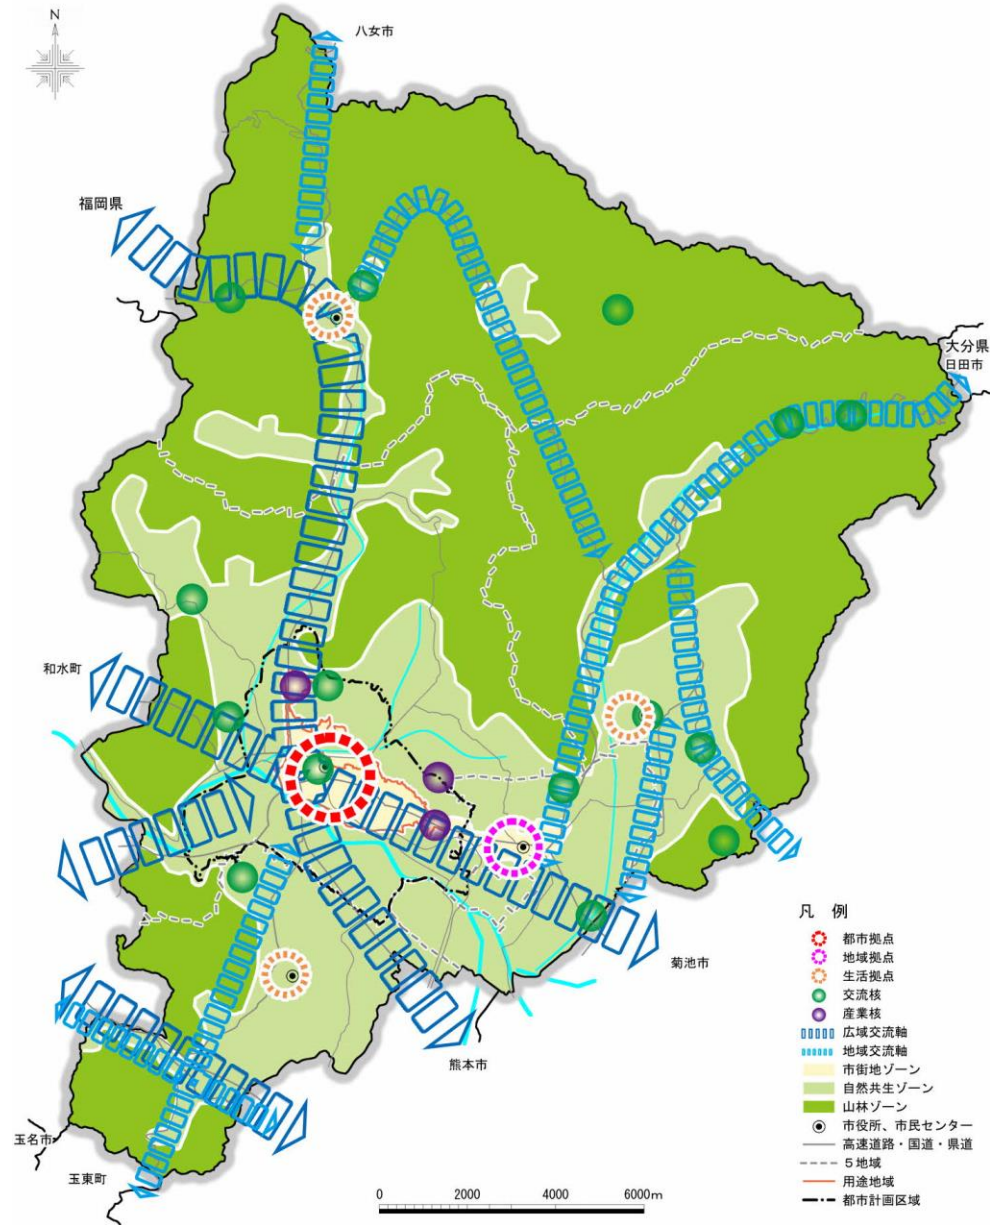 N
八女市
福岡県
大分県
日田市
和水町
菊池市
熊本市
玉名市
玉東町
凡 例
都市拠点
地域拠点
生活拠点
交流核
産業核
広域交流軸
地域交流軸
市街地ゾーン
自然共生ゾーン
山林ゾーン
市役所、市民センター
高速道路・国道・県道
5地域
用途地域
都市計画区域
0 2000 4000 6000m